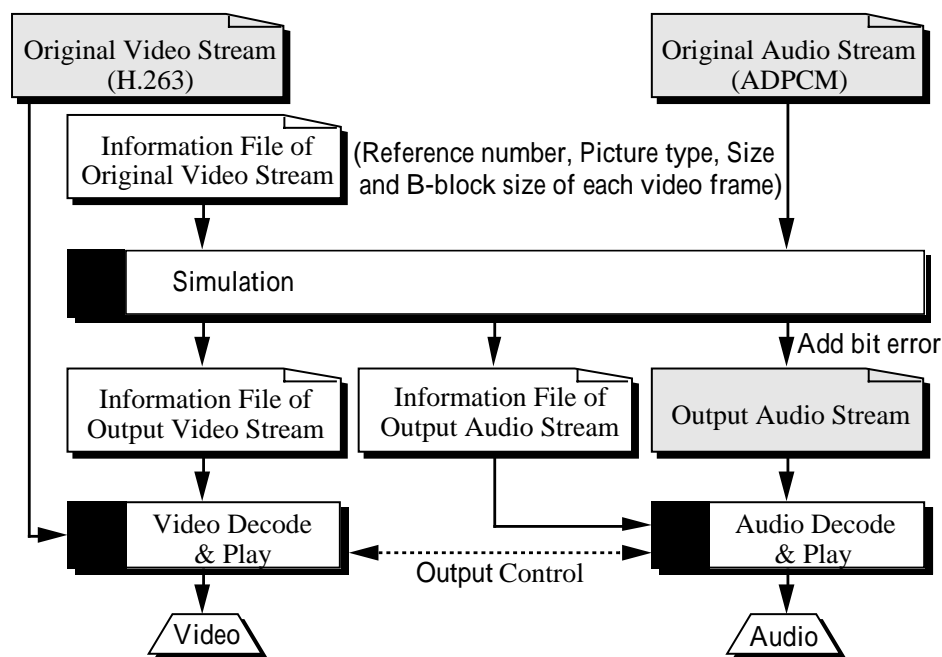 Original Video Stream
(H.263)
Original Audio Stream
(ADPCM)
Information File of
Original Video Stream
(Reference number, Picture type, Size
and B-block size of each video frame)
Simulation
Add bit error
Information File of
Output Video Stream
Information File of
Output Audio Stream
Output Audio Stream
Video Decode
& Play
Output Control
Audio Decode
& Play
Video
Audio